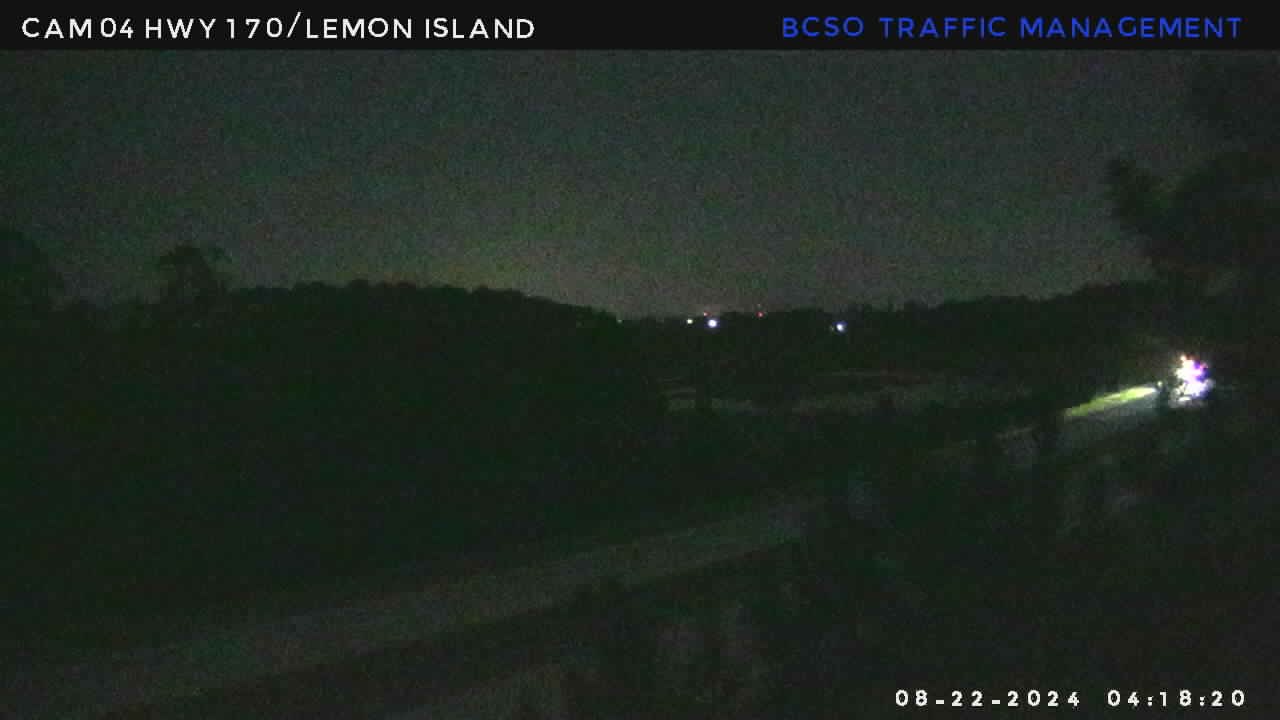 CAM04 HWY 170/LEMON ISLAND
BCSO TRAFFIC MANAGEMENT
08-22-2024 04:18:20